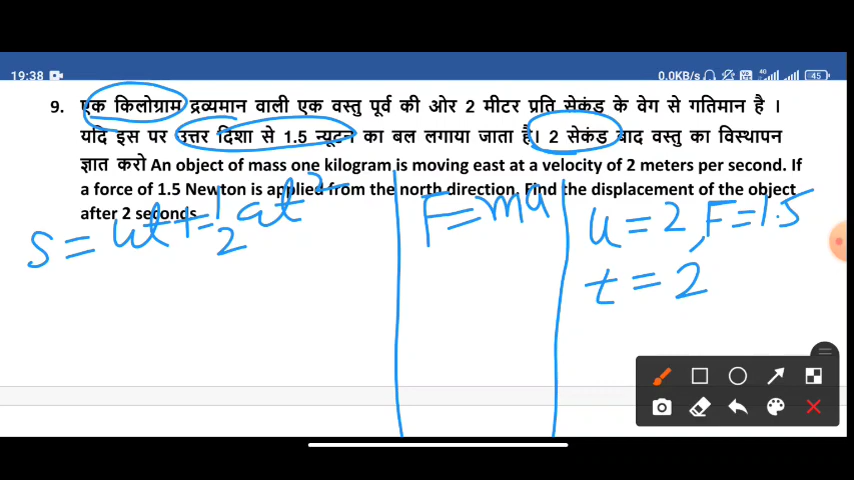 19:38 0.0KB/s 4G 45
9. एक किलोग्राम द्रव्यमान वाली एक वस्तु पूर्व की ओर 2 मीटर प्रति सेकंड के वेग से गतिमान है ।
यदि इस पर उत्तर दिशा से 1.5 न्यूटन का बल लगाया जाता है। 2 सेकंड बाद वस्तु का विस्थापन
ज्ञात करो An object of mass one kilogram is moving east at a velocity of 2 meters per second. If
a force of 1.5 Newton is applied from the north direction. Find the displacement of the object
after 2 seconds
s = ut + 1/2 at² F = ma u = 2, F = 1.5
t = 2